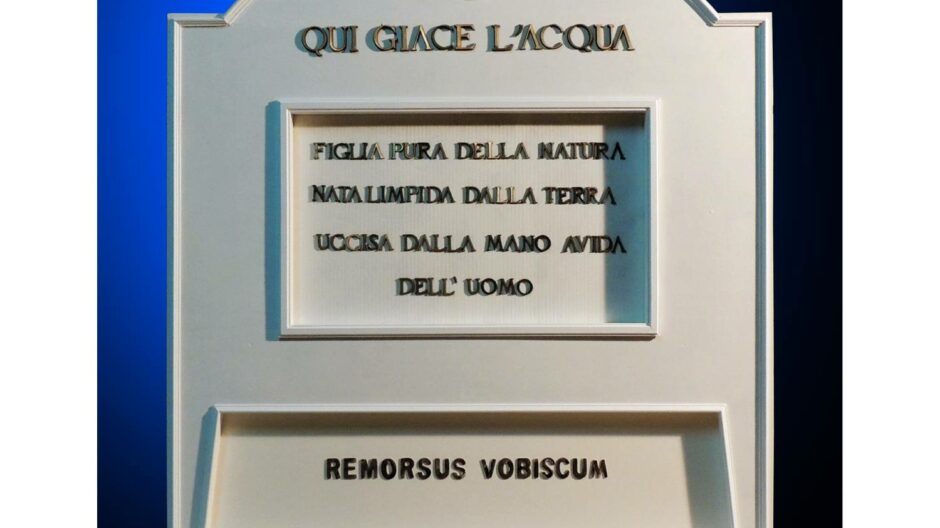 QUI GIACE L'ACQUA
FIGLIA PURA DELLA NATURA
NATA LIMPIDA DALLA TERRA
UCCISA DALLA MANO AVIDA
DELL' UOMO
REMORSUS VOBISCUM